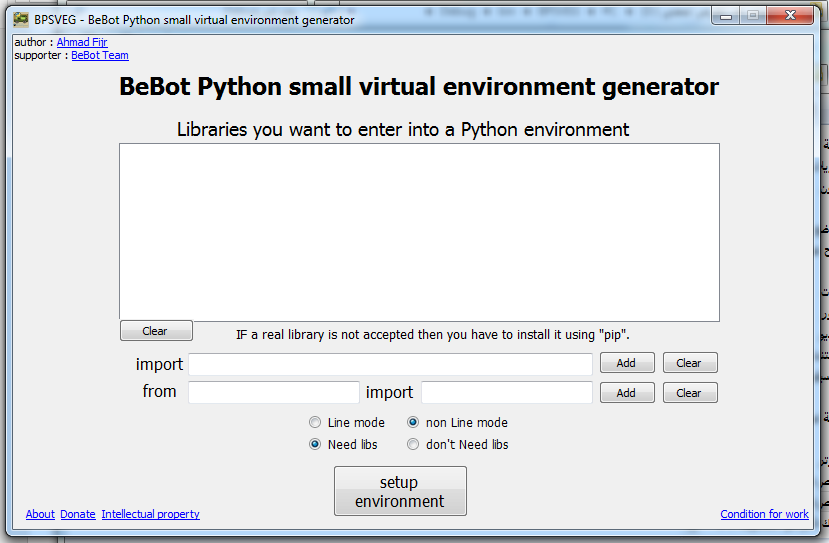 BPSVEG - BeBot Python small virtual environment generator
author : Ahmad Fijr
supporter : BeBot Team
BeBot Python small virtual environment generator
Libraries you want to enter into a Python environment
Clear
IF a real library is not accepted then you have to install it using "pip".
import Add Clear
from import Add Clear
Line mode non Line mode
Need libs don't Need libs
setup
environment
About Donate Intellectual property Condition for work